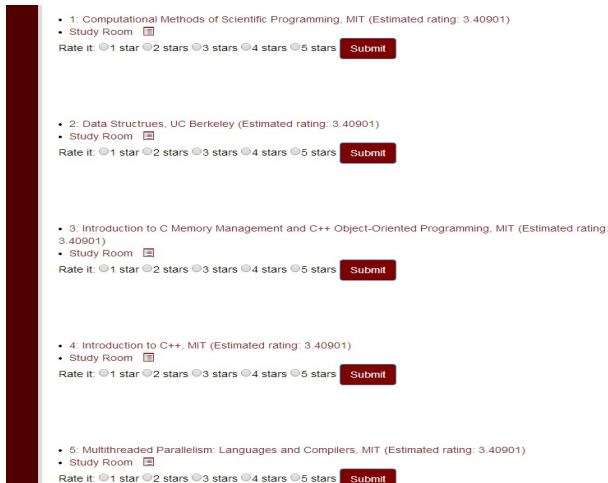 • 1: Computational Methods of Scientific Programming, MIT (Estimated rating: 3.40901)
• Study Room
Rate it: 1 star 2 stars 3 stars 4 stars 5 stars Submit
• 2: Data Structrues, UC Berkeley (Estimated rating: 3.40901)
• Study Room
Rate it: 1 star 2 stars 3 stars 4 stars 5 stars Submit
• 3: Introduction to C Memory Management and C++ Object-Oriented Programming, MIT (Estimated rating:
3.40901)
• Study Room
Rate it: 1 star 2 stars 3 stars 4 stars 5 stars Submit
• 4: Introduction to C++, MIT (Estimated rating: 3.40901)
• Study Room
Rate it: 1 star 2 stars 3 stars 4 stars 5 stars Submit
• 5: Multithreaded Parallelism: Languages and Compilers, MIT (Estimated rating: 3.40901)
• Study Room
Rate it: 1 star 2 stars 3 stars 4 stars 5 stars Submit